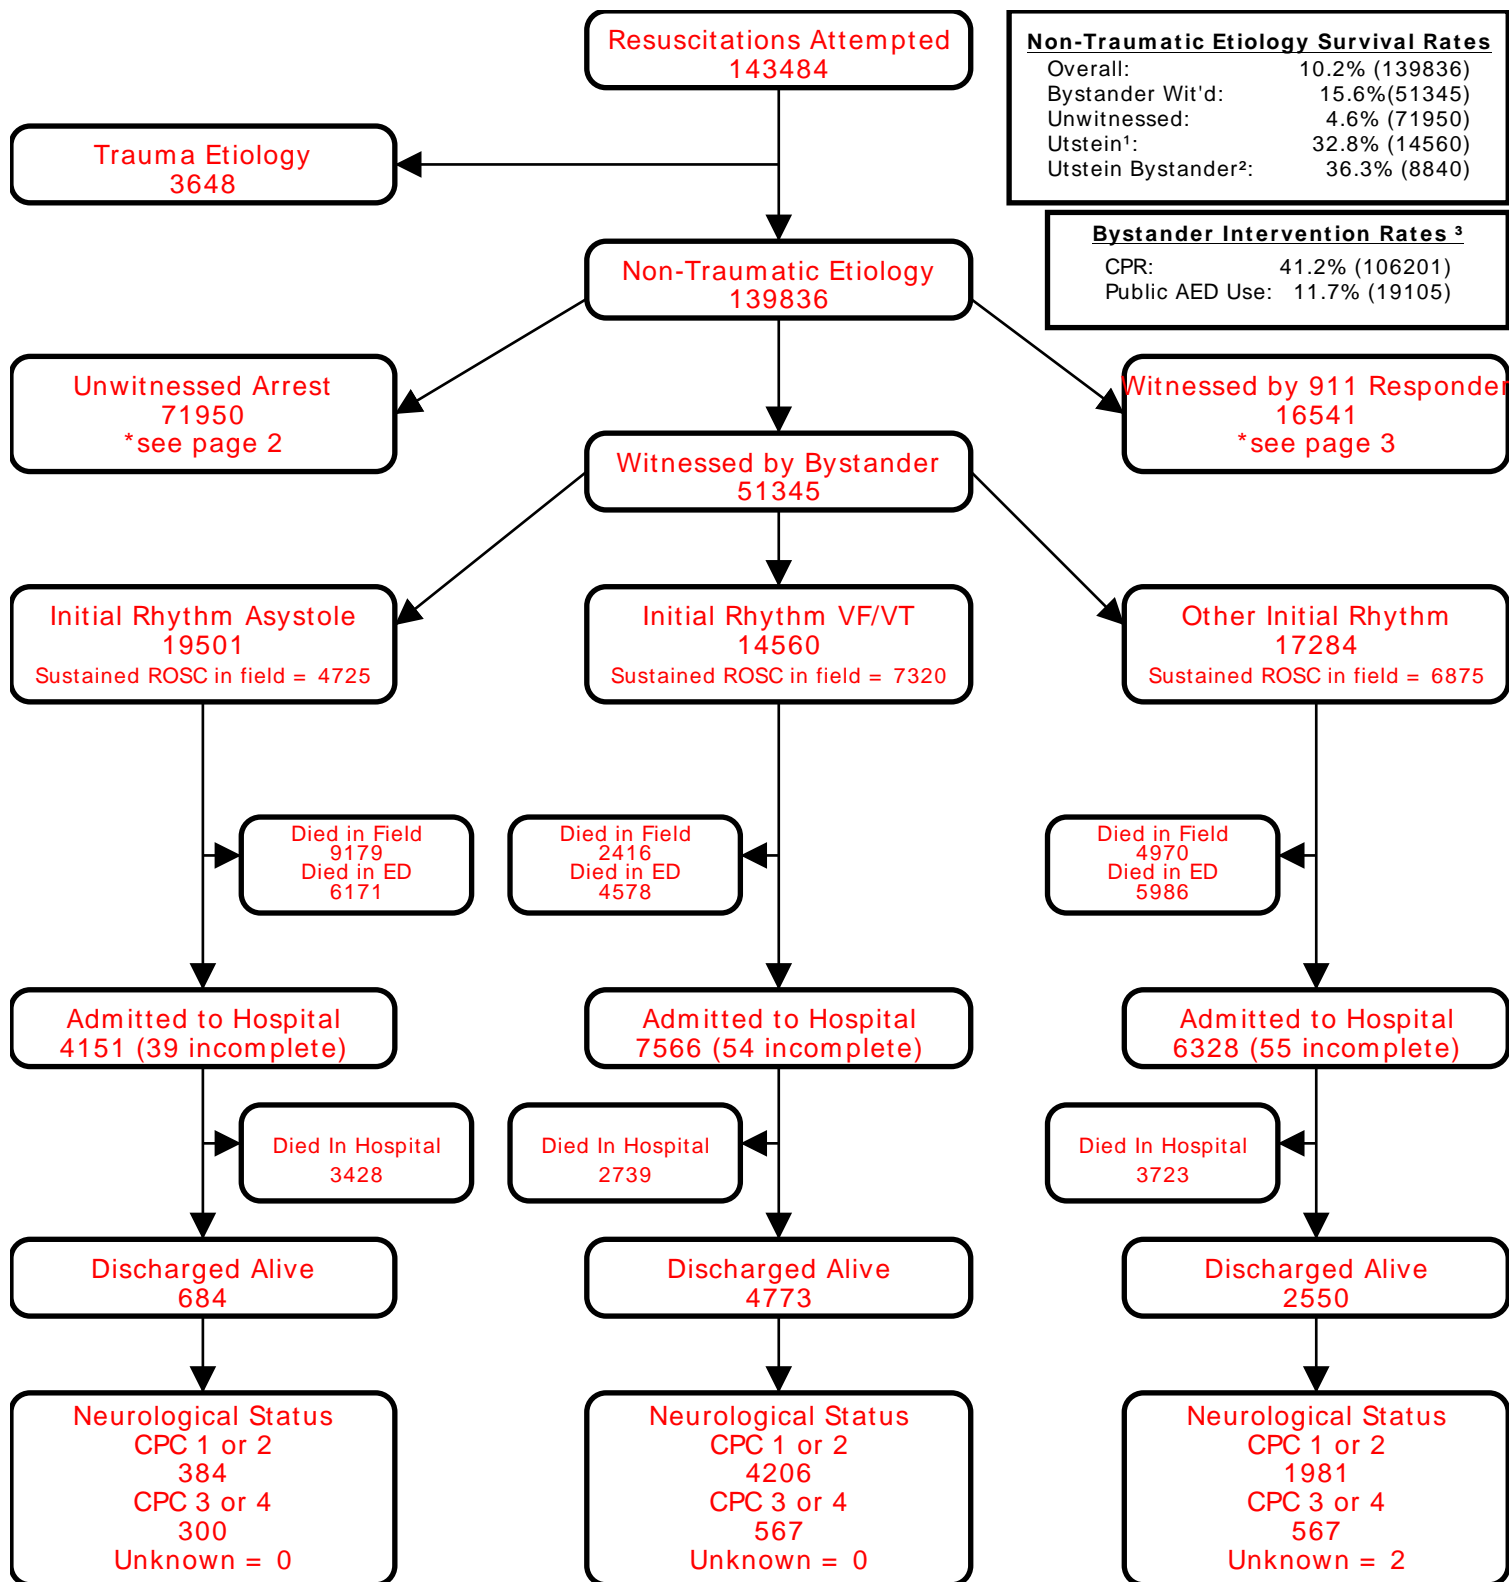 Resuscitations Attempted
143484
Non-Traumatic Etiology Survival Rates
Overall: 10.2% (139836)
Bystander Wit'd: 15.6%(51345)
Unwitnessed: 4.6% (71950)
Utstein¹: 32.8% (14560)
Utstein Bystander²: 36.3% (8840)
Trauma Etiology
3648
Bystander Intervention Rates ³
CPR: 41.2% (106201)
Public AED Use: 11.7% (19105)
Non-Traumatic Etiology
139836
Unwitnessed Arrest
71950
*see page 2
Witnessed by Bystander
51345
Witnessed by 911 Responder
16541
*see page 3
Initial Rhythm Asystole
19501
Sustained ROSC in field = 4725
Initial Rhythm VF/VT
14560
Sustained ROSC in field = 7320
Other Initial Rhythm
17284
Sustained ROSC in field = 6875
Died in Field
9179
Died in ED
6171
Died in Field
2416
Died in ED
4578
Died in Field
4970
Died in ED
5986
Admitted to Hospital
4151 (39 incomplete)
Admitted to Hospital
7566 (54 incomplete)
Admitted to Hospital
6328 (55 incomplete)
Died In Hospital
3428
Died In Hospital
2739
Died In Hospital
3723
Discharged Alive
684
Discharged Alive
4773
Discharged Alive
2550
Neurological Status
CPC 1 or 2
384
CPC 3 or 4
300
Unknown = 0
Neurological Status
CPC 1 or 2
4206
CPC 3 or 4
567
Unknown = 0
Neurological Status
CPC 1 or 2
1981
CPC 3 or 4
567
Unknown = 2